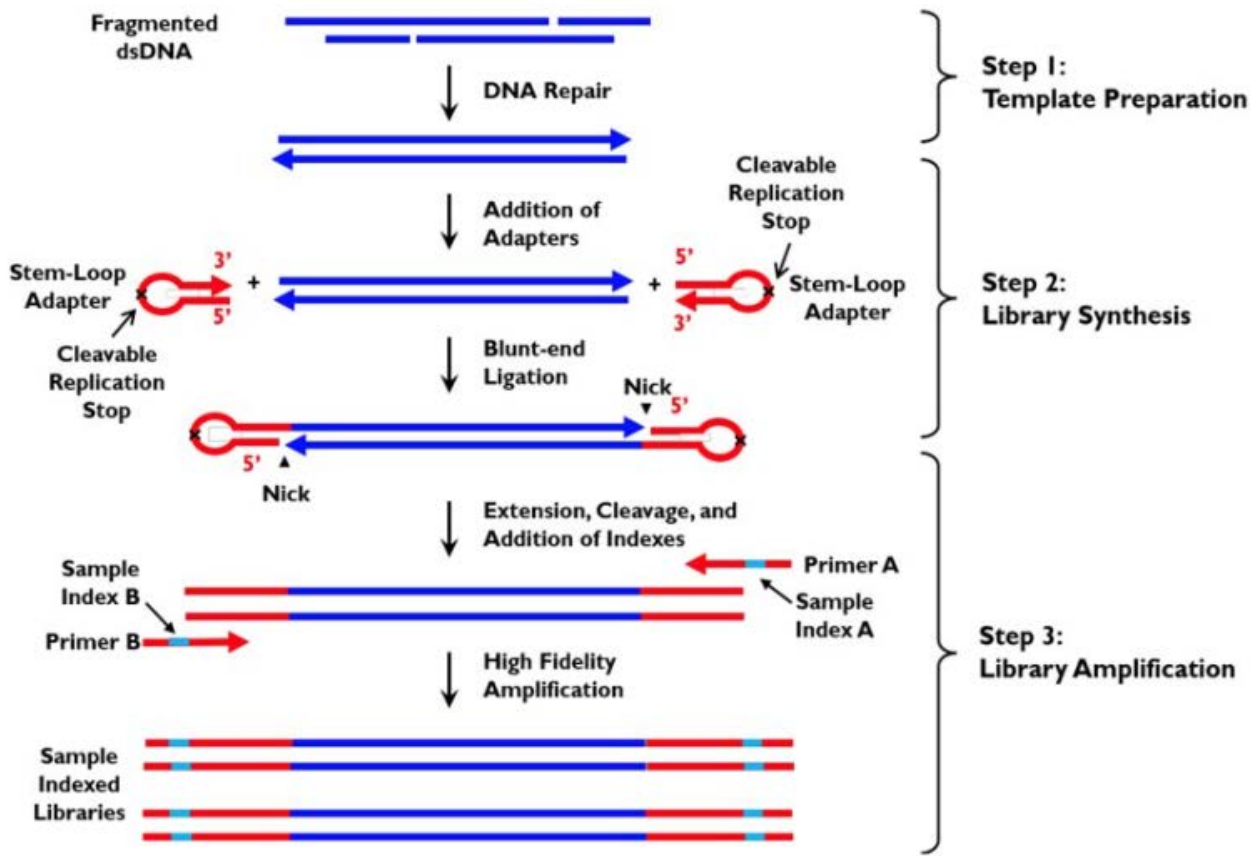 Fragmented
dsDNA
DNA Repair
Step 1:
Template Preparation
Addition of
Adapters
Cleavable
Replication
Stop
Stem-Loop
Adapter
3’
5’
+
+
5’
3’
Stem-Loop
Adapter
Cleavable
Replication
Stop
Step 2:
Library Synthesis
Blunt-end
Ligation
Nick
5’
5’
Nick
Extension, Cleavage, and
Addition of Indexes
Sample
Index B
Primer B
Primer A
Sample
Index A
Step 3:
Library Amplification
High Fidelity
Amplification
Sample
Indexed
Libraries